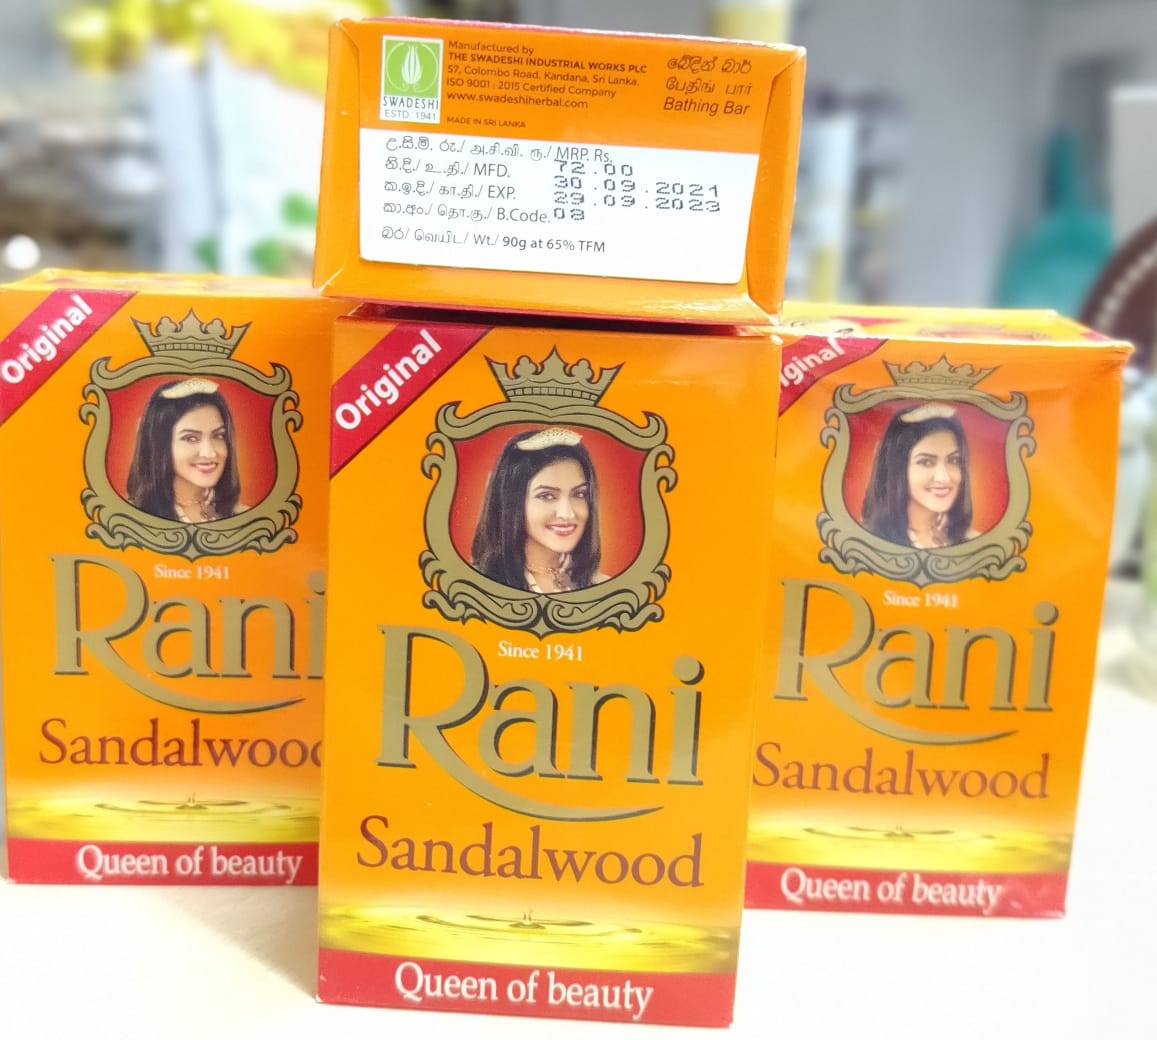 Manufactured by
THE SWADESHI INDUSTRIAL WORKS PLC
57, Colombo Road, Kandana, Sri Lanka.
ISO 9001 : 2015 Certified Company
www.swadeshiherbal.com
MADE IN SRI LANKA
SWADESHI
ESTD 1941
බේදින් බාර්
பேதிங் பார்
Bathing Bar
උ.සි.මි. රු./ அ.சி.வி. ரூ./ MRP. Rs. 72.00
නි.දි./ உ.தி./ MFD. 30.09.2021
ක.ඉ.දි./ கா.தி./ EXP. 29.09.2023
කා.අං./ தொ.கு./ B.Code. 08
බර/ வெயிட/ Wt./ 90g at 65% TFM
Original
Since 1941
Rani
Sandalwood
Queen of beauty
Original
Since 1941
Rani
Sandalwood
Queen of beauty
iginal
Since 1941
Rani
Sandalwood
Queen of beauty